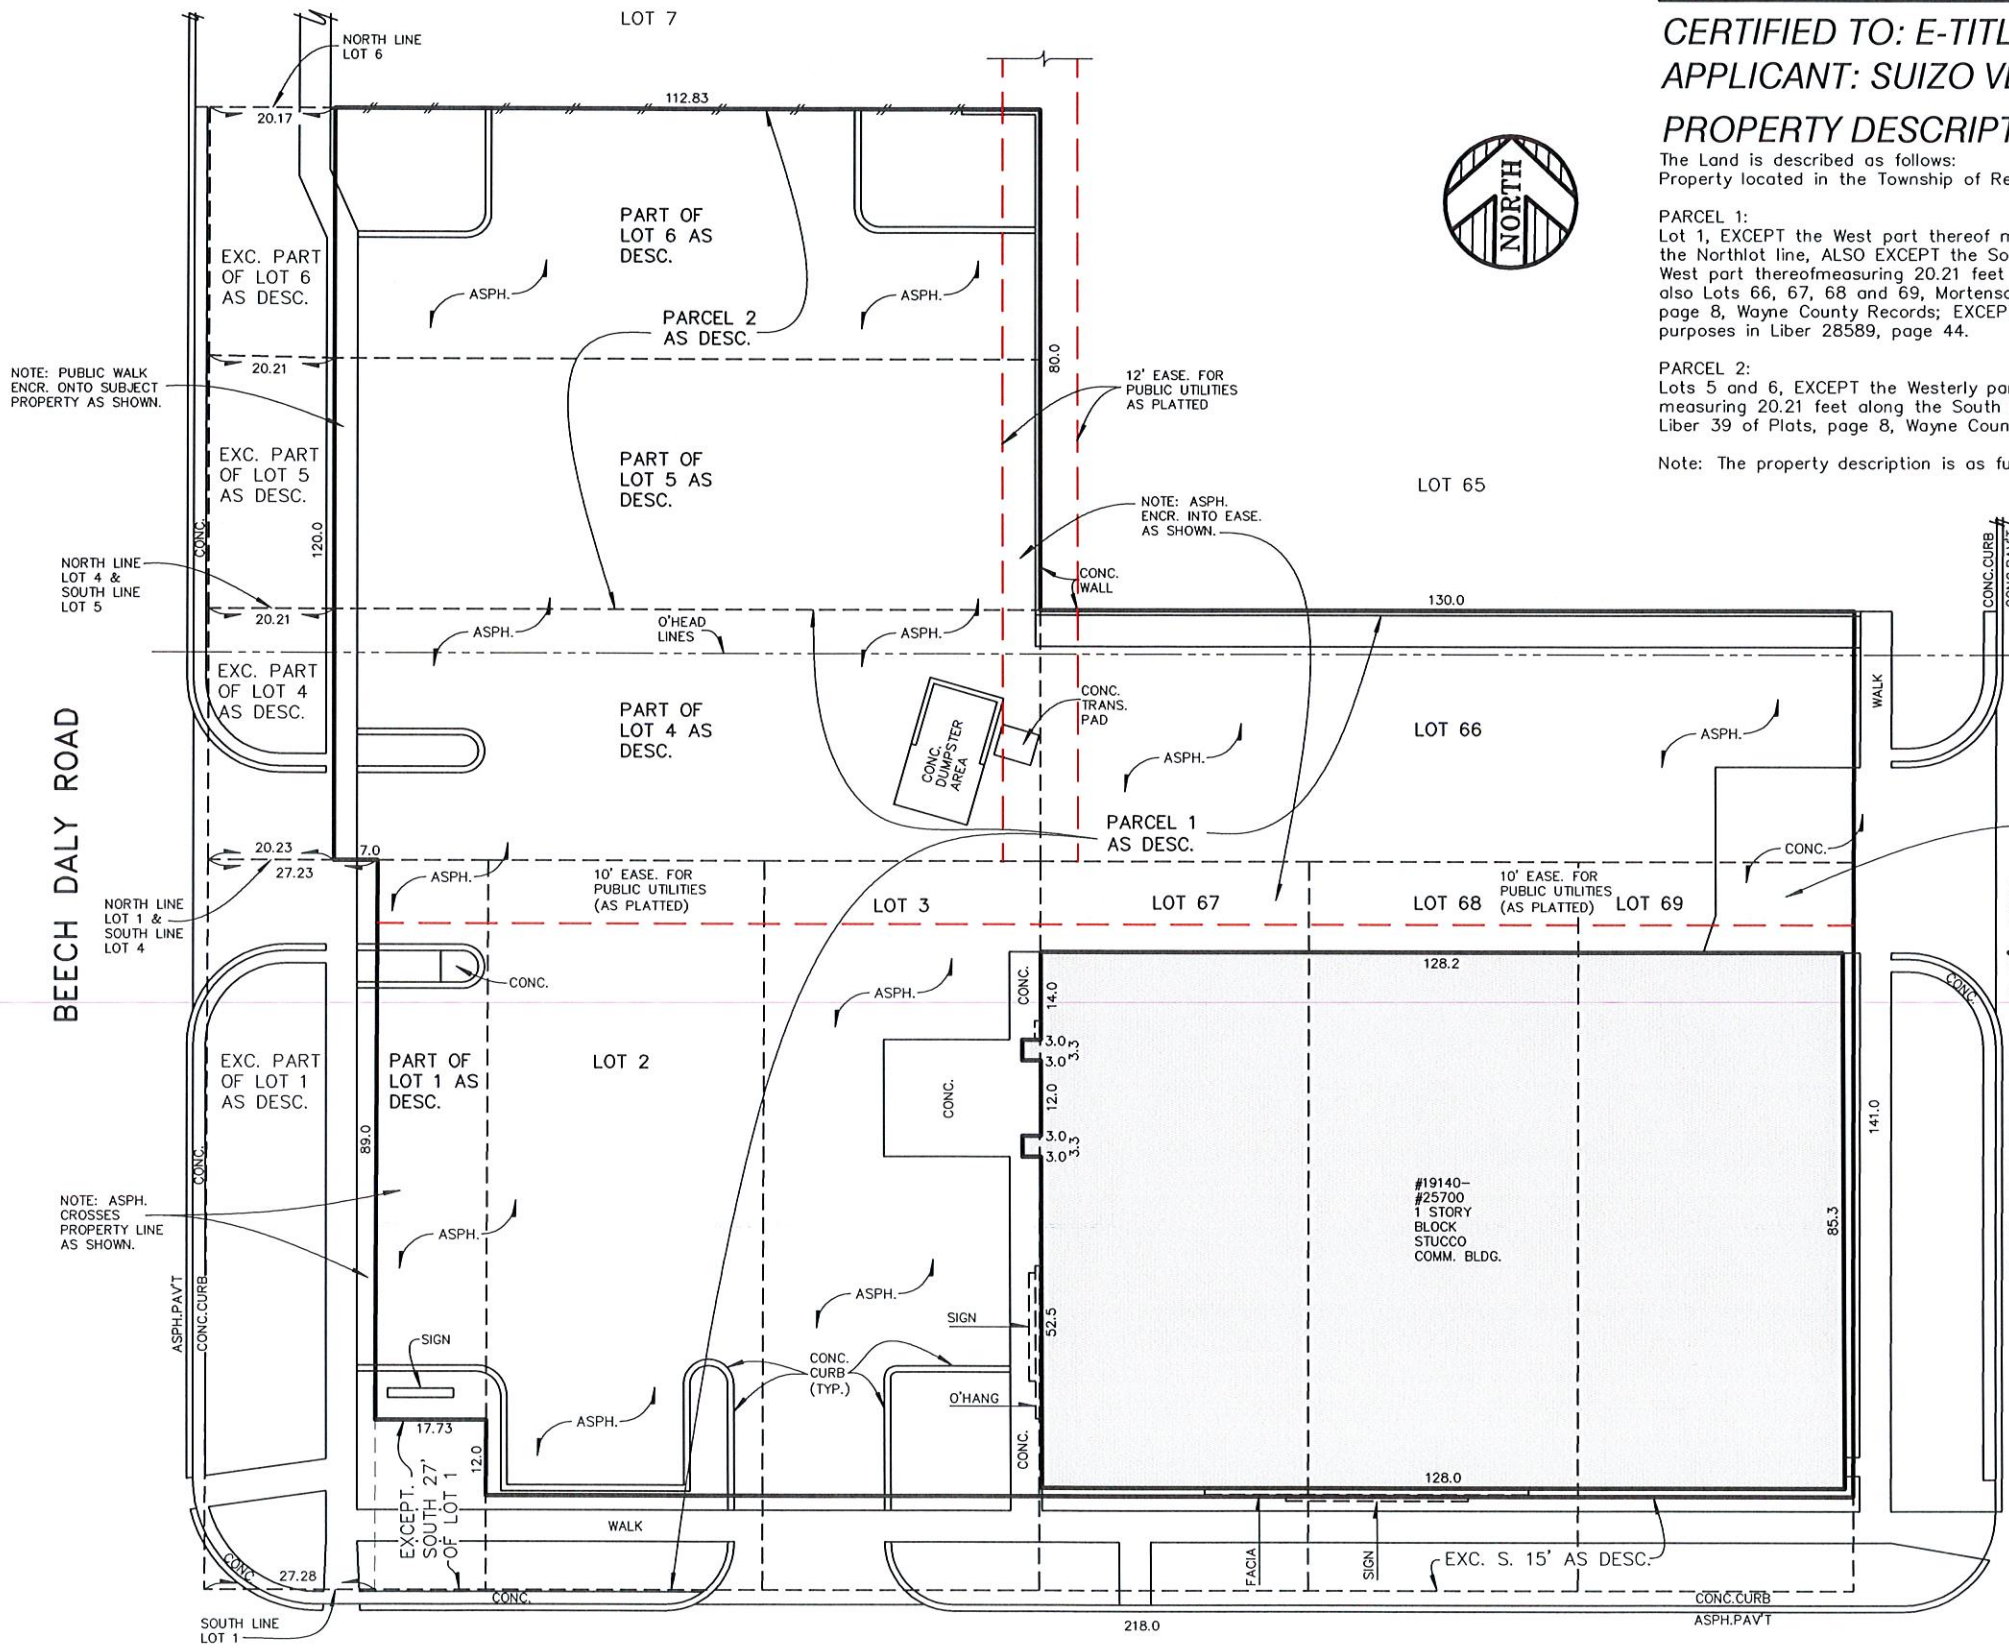 LOT 7
NORTH LINE
LOT 6
20.17
112.83
NORTH
CERTIFIED TO: E-TITL
APPLICANT: SUIZO
PROPERTY DESCRIPT
The Land is described as follows:
Property located in the Township of Re
PARCEL 1:
Lot 1, EXCEPT the West part thereof m
the Northlot line, ALSO EXCEPT the So
West part thereofmeasuring 20.21 feet
also Lots 66, 67, 68 and 69, Mortenso
page 8, Wayne County Records; EXCEP
purposes in Liber 28589, page 44.
PARCEL 2:
Lots 5 and 6, EXCEPT the Westerly par
measuring 20.21 feet along the South
Liber 39 of Plats, page 8, Wayne Coun
Note: The property description is as fu
EXC. PART
OF LOT 6
AS DESC.
PART OF
LOT 6 AS
DESC.
ASPH.
ASPH.
PARCEL 2
AS DESC.
80.0
20.21
NOTE: PUBLIC WALK
ENCR. ONTO SUBJECT
PROPERTY AS SHOWN.
12' EASE. FOR
PUBLIC UTILITIES
AS PLATTED
EXC. PART
OF LOT 5
AS DESC.
PART OF
LOT 5 AS
DESC.
LOT 65
CONC.
120.0
NOTE: ASPH.
ENCR. INTO EASE.
AS SHOWN.
CONC.
WALL
NORTH LINE
LOT 4 &
SOUTH LINE
LOT 5
20.21
130.0
CONC.CURB
CONC.PAV'T
ASPH.
O'HEAD
LINES
ASPH.
EXC. PART
OF LOT 4
AS DESC.
PART OF
LOT 4 AS
DESC.
CONC.
DUMPSTER
AREA
CONC.
TRANS.
PAD
ASPH.
LOT 66
ASPH.
WALK
BEECH DALY ROAD
PARCEL 1
AS DESC.
CONC.
20.23
27.23
7.0
NORTH LINE
LOT 1 &
SOUTH LINE
LOT 4
ASPH.
10' EASE. FOR
PUBLIC UTILITIES
(AS PLATTED)
LOT 3
LOT 67
LOT 68
10' EASE. FOR
PUBLIC UTILITIES
(AS PLATTED)
LOT 69
CONC.
ASPH.
CONC.
14.0
128.2
CONC.
EXC. PART
OF LOT 1
AS DESC.
PART OF
LOT 1 AS
DESC.
LOT 2
CONC.
3.0
3.3
3.0
12.0
3.0
3.3
3.0
89.0
141.0
CONC.
NOTE: ASPH.
CROSSES
PROPERTY LINE
AS SHOWN.
ASPH.
#19140-
#25700
1 STORY
BLOCK
STUCCO
COMM. BLDG.
85.3
ASPH.PAV'T
CONC.CURB
ASPH.
SIGN
52.5
SIGN
CONC.
CURB
(TYP.)
O'HANG
17.73
ASPH.
12.0
CONC.
128.0
EXCEPT.
SOUTH 27'
OF LOT 1
WALK
FACIA
SIGN
EXC. S. 15' AS DESC.
CONC.
27.28
CONC.
CONC.CURB
ASPH.PAV'T
SOUTH LINE
LOT 1
218.0